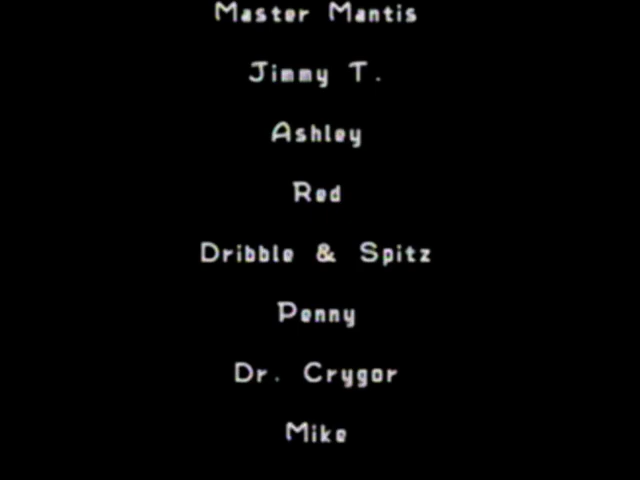 Master Mantis
Jimmy T.
Ashley
Red
Dribble & Spitz
Penny
Dr. Crygor
Mike